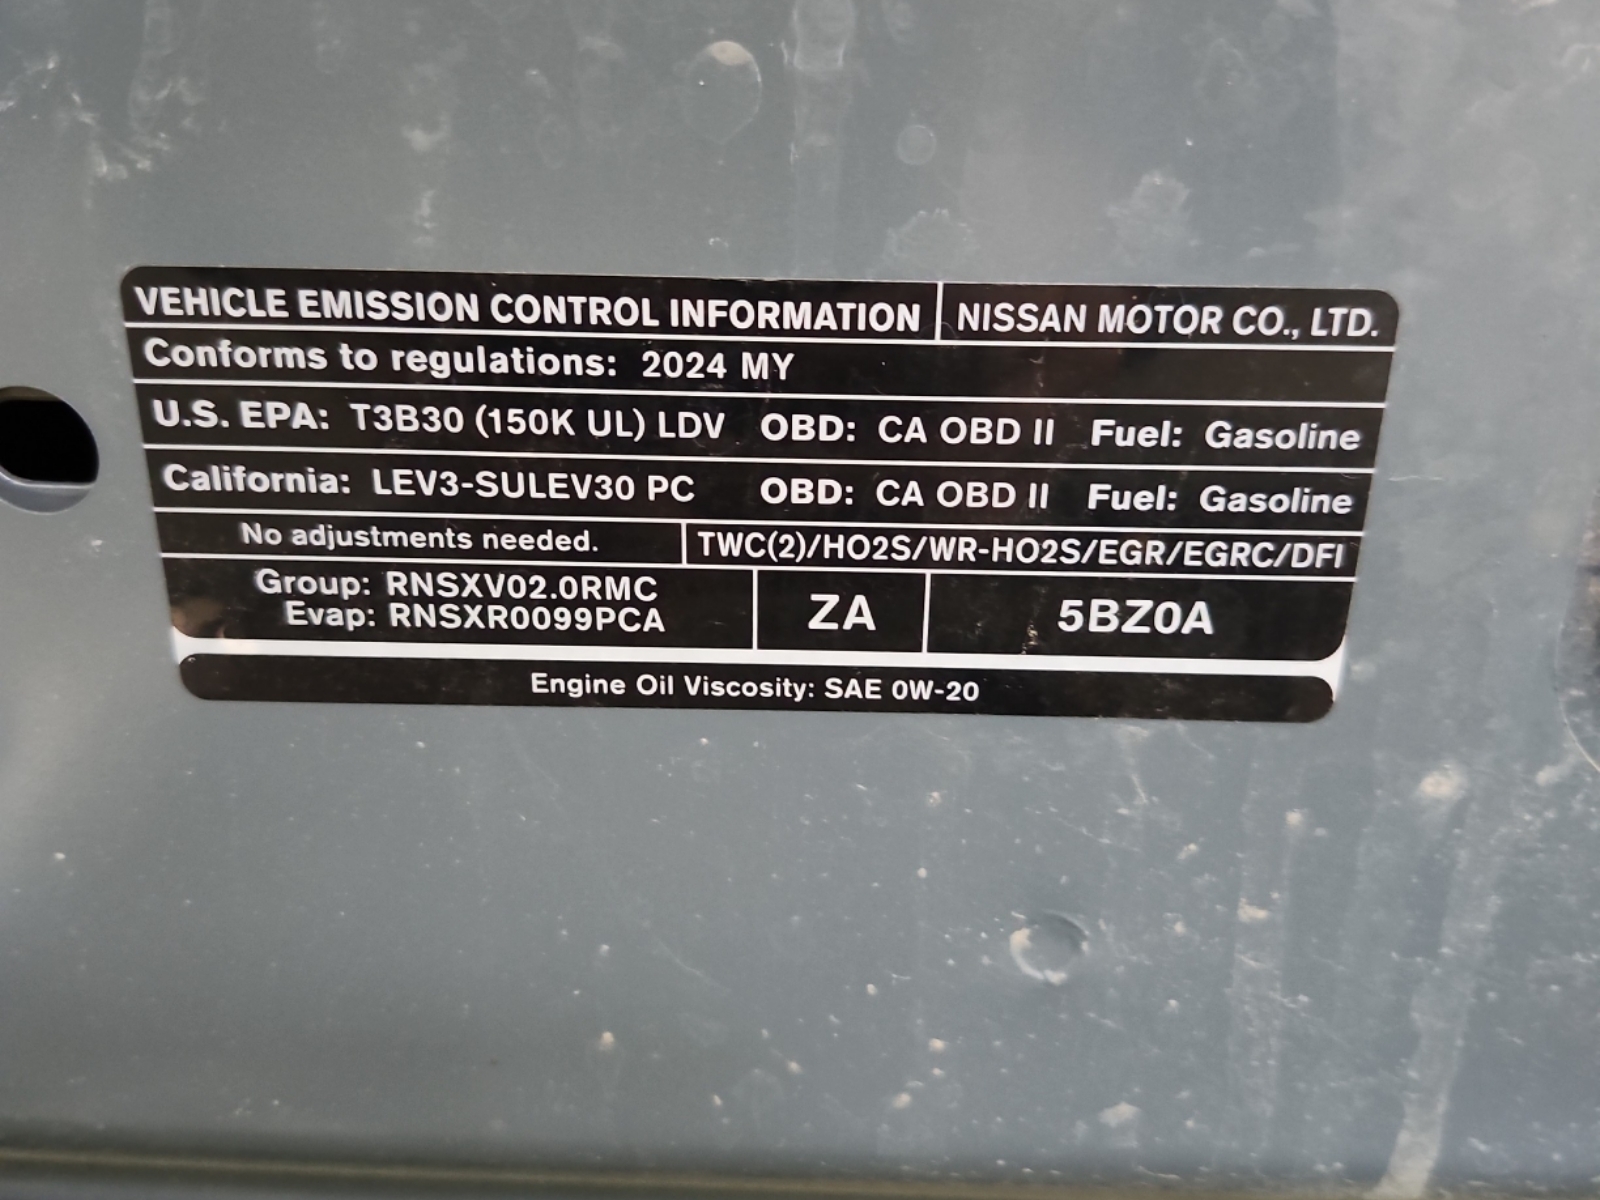 VEHICLE EMISSION CONTROL INFORMATION NISSAN MOTOR CO., LTD.
Conforms to regulations: 2024 MY
U.S. EPA: T3B30 (150K UL) LDV OBD: CA OBD II Fuel: Gasoline
California: LEV3-SULEV30 PC OBD: CA OBD II Fuel: Gasoline
No adjustments needed. TWC(2)/HO2S/WR-HO2S/EGR/EGRC/DFI
Group: RNSXV02.0RMC
Evap: RNSXR0099PCA
ZA 5BZ0A
Engine Oil Viscosity: SAE 0W-20